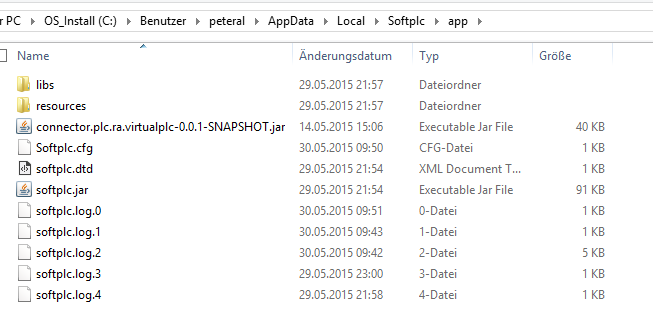 r PC ▸ OS_Install (C:) ▸ Benutzer ▸ peteral ▸ AppData ▸ Local ▸ Softplc ▸ app ▸
Name Änderungsdatum Typ Größe
libs 29.05.2015 21:57 Dateiordner
resources 29.05.2015 21:57 Dateiordner
connector.plc.ra.virtualplc-0.0.1-SNAPSHOT.jar 14.05.2015 15:06 Executable Jar File 40 KB
Softplc.cfg 30.05.2015 09:50 CFG-Datei 1 KB
softplc.dtd 29.05.2015 21:54 XML Document T... 1 KB
softplc.jar 29.05.2015 21:54 Executable Jar File 91 KB
softplc.log.0 30.05.2015 09:51 0-Datei 1 KB
softplc.log.1 30.05.2015 09:43 1-Datei 1 KB
softplc.log.2 30.05.2015 09:42 2-Datei 5 KB
softplc.log.3 29.05.2015 23:00 3-Datei 1 KB
softplc.log.4 29.05.2015 21:58 4-Datei 1 KB